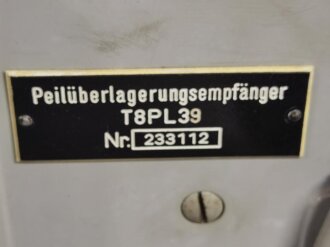 Peilüberlagerungsempfänger
T8PL39
Nr. 233112